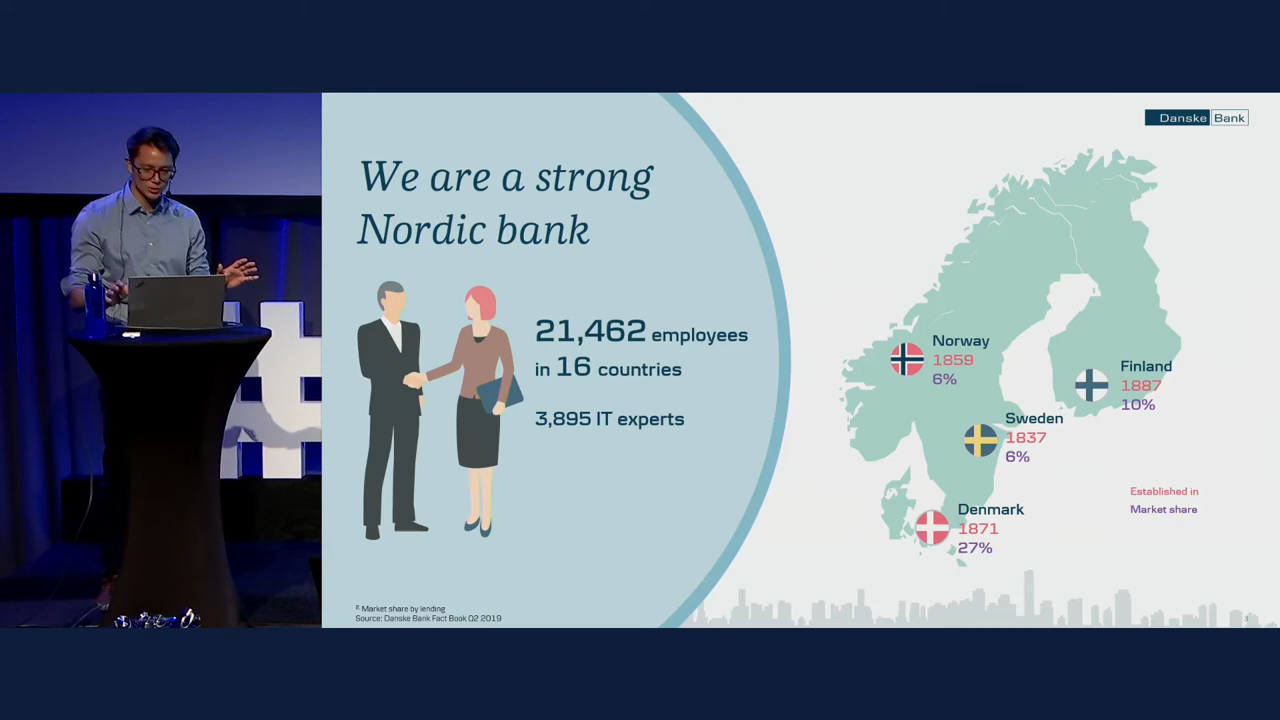 Danske Bank
We are a strong
Nordic bank
21,462 employees
in 16 countries
3,895 IT experts
Norway
1859
6%
Finland
1887
10%
Sweden
1837
6%
Denmark
1871
27%
Established in
Market share
2. Market share by lending
Source: Danske Bank Fact Book Q2 2019